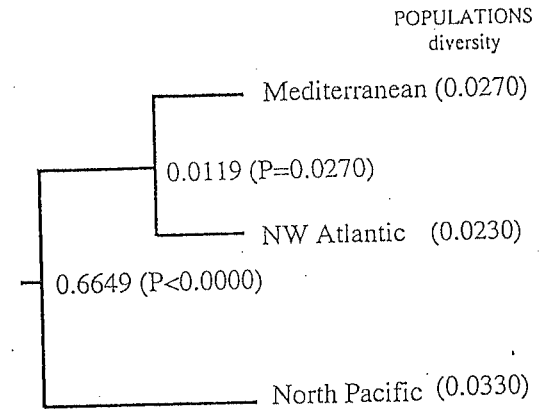 POPULATIONS
diversity
Mediterranean (0.0270)
0.0119 (P=0.0270)
NW Atlantic (0.0230)
0.6649 (P<0.0000)
North Pacific (0.0330)